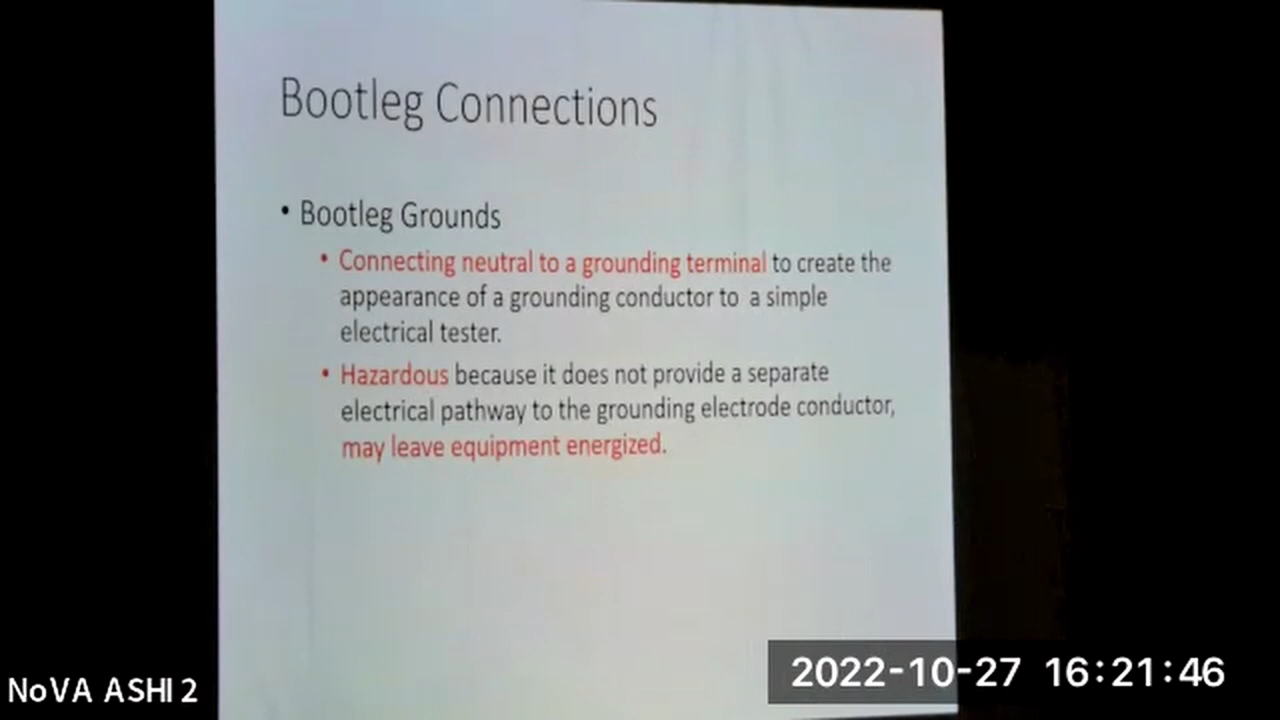 Bootleg Connections
• Bootleg Grounds
• Connecting neutral to a grounding terminal to create the
appearance of a grounding conductor to a simple
electrical tester.
• Hazardous because it does not provide a separate
electrical pathway to the grounding electrode conductor,
may leave equipment energized.
NoVA ASHI 2
2022-10-27 16:21:46